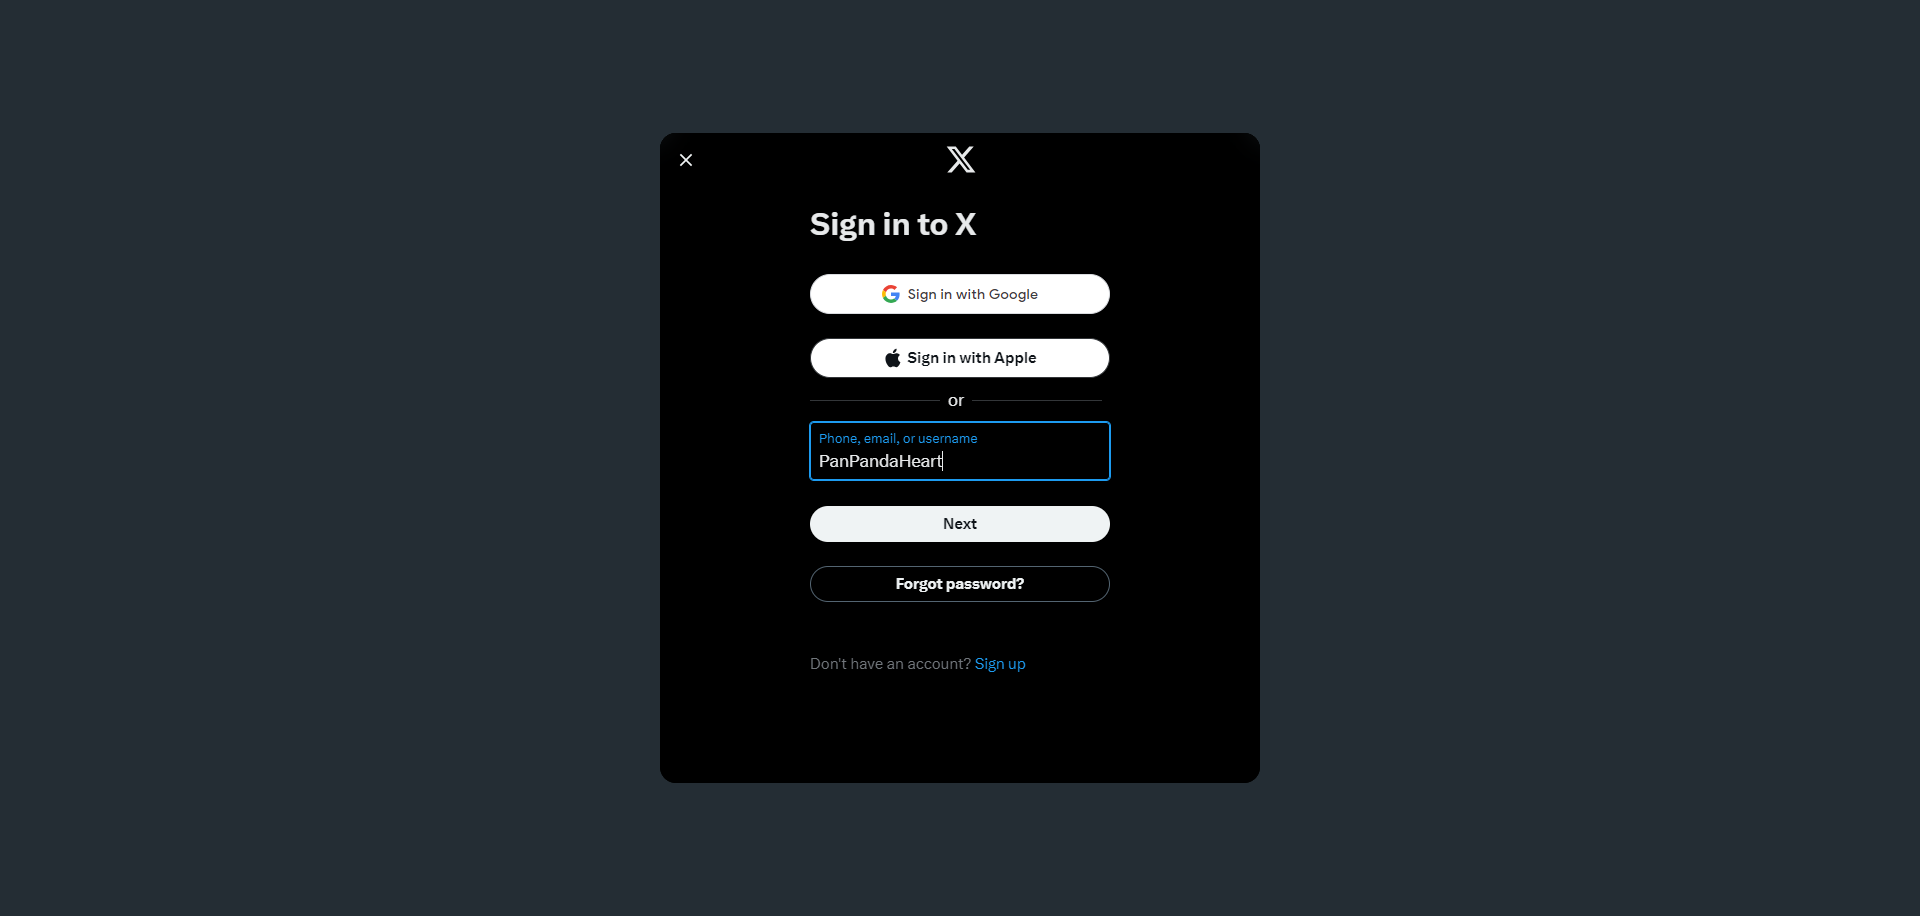 Sign in to X
Sign in with Google
Sign in with Apple
or
Phone, email, or username
PanPandaHeart
Next
Forgot password?
Don't have an account? Sign up